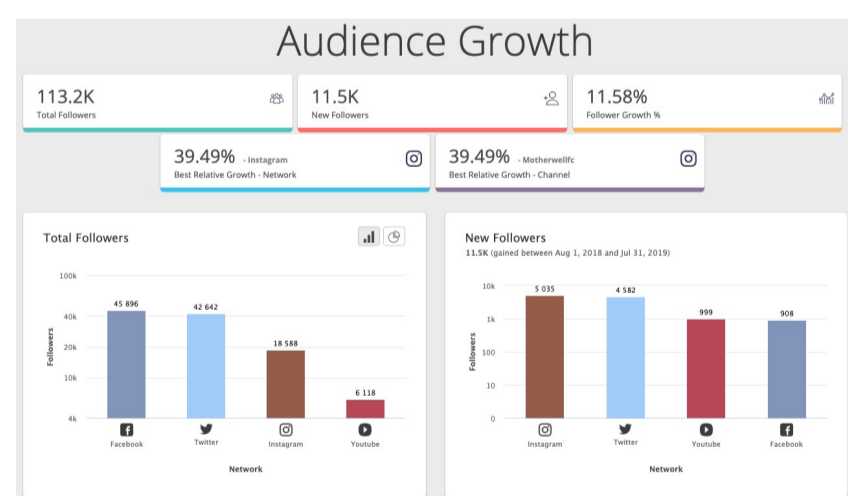 Audience Growth
113.2K
Total Followers
11.5K
New Followers
11.58%
Follower Growth %
39.49% - Instagram
Best Relative Growth - Network
39.49% - Motherwellfc
Best Relative Growth - Channel
Total Followers
100k
40k
20k
10k
4k
Followers
45 896
42 642
18 588
6 118
Facebook
Twitter
Instagram
Youtube
Network
New Followers
11.5K (gained between Aug 1, 2018 and Jul 31, 2019)
10k
1k
100
10
0
Followers
5 035
4 582
999
908
Instagram
Twitter
Youtube
Facebook
Network